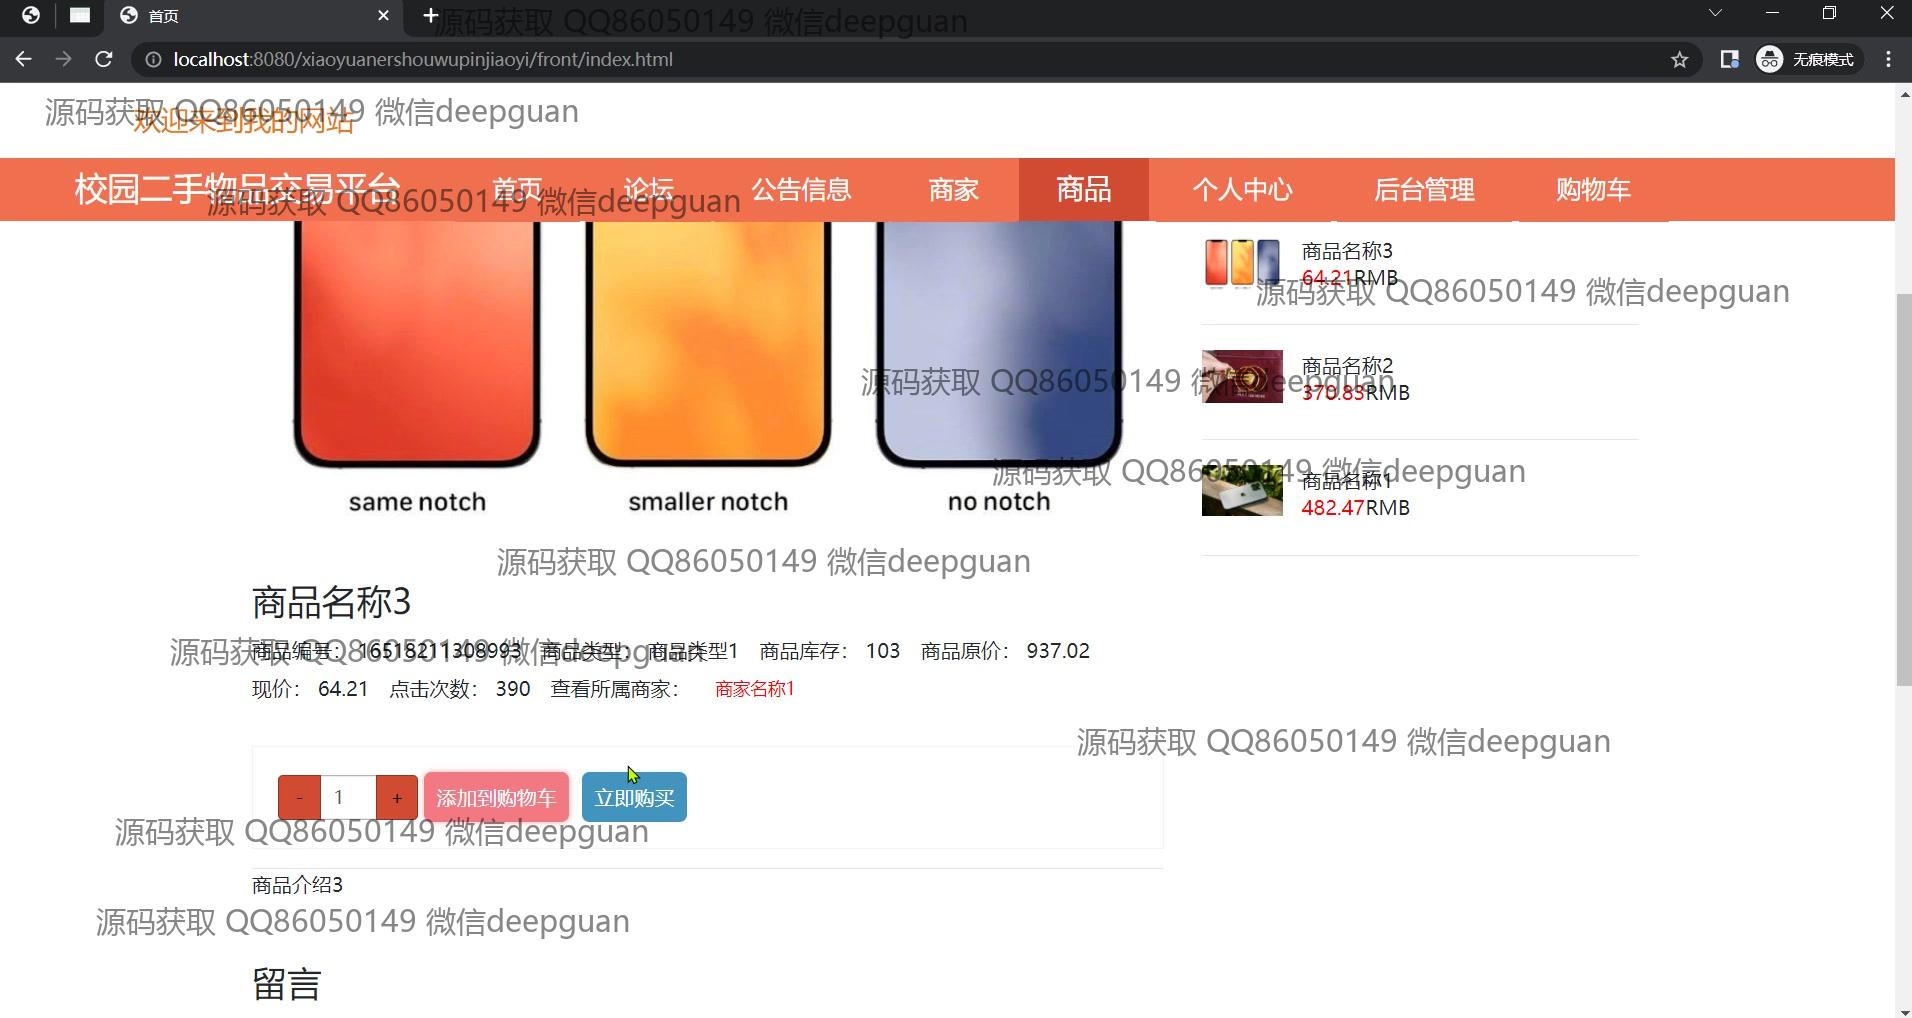 首页
源码获取 QQ86050149 微信deepguan
localhost:8080/xiaoyuanershouwupinjiaoyi/front/index.html
无痕模式
源码获取 QQ86050149 微信deepguan
欢迎来到我的网站
校园二手物品交易平台 首页 论坛 公告信息 商家 商品 个人中心 后台管理 购物车
源码获取 QQ86050149 微信deepguan
商品名称3
64.21RMB
源码获取 QQ86050149 微信deepguan
商品名称2
370.83RMB
源码获取 QQ86050149 微信deepguan
商品名称1
482.47RMB
源码获取 QQ86050149 微信deepguan
same notch smaller notch no notch
源码获取 QQ86050149 微信deepguan
商品名称3
商品编号： 16518211308993 商品类型： 商品类型1 商品库存： 103 商品原价： 937.02
源码获取 QQ86050149 微信deepguan
现价： 64.21 点击次数： 390 查看所属商家： 商家名称1
源码获取 QQ86050149 微信deepguan
- 1 + 添加到购物车 立即购买
源码获取 QQ86050149 微信deepguan
商品介绍3
源码获取 QQ86050149 微信deepguan
留言